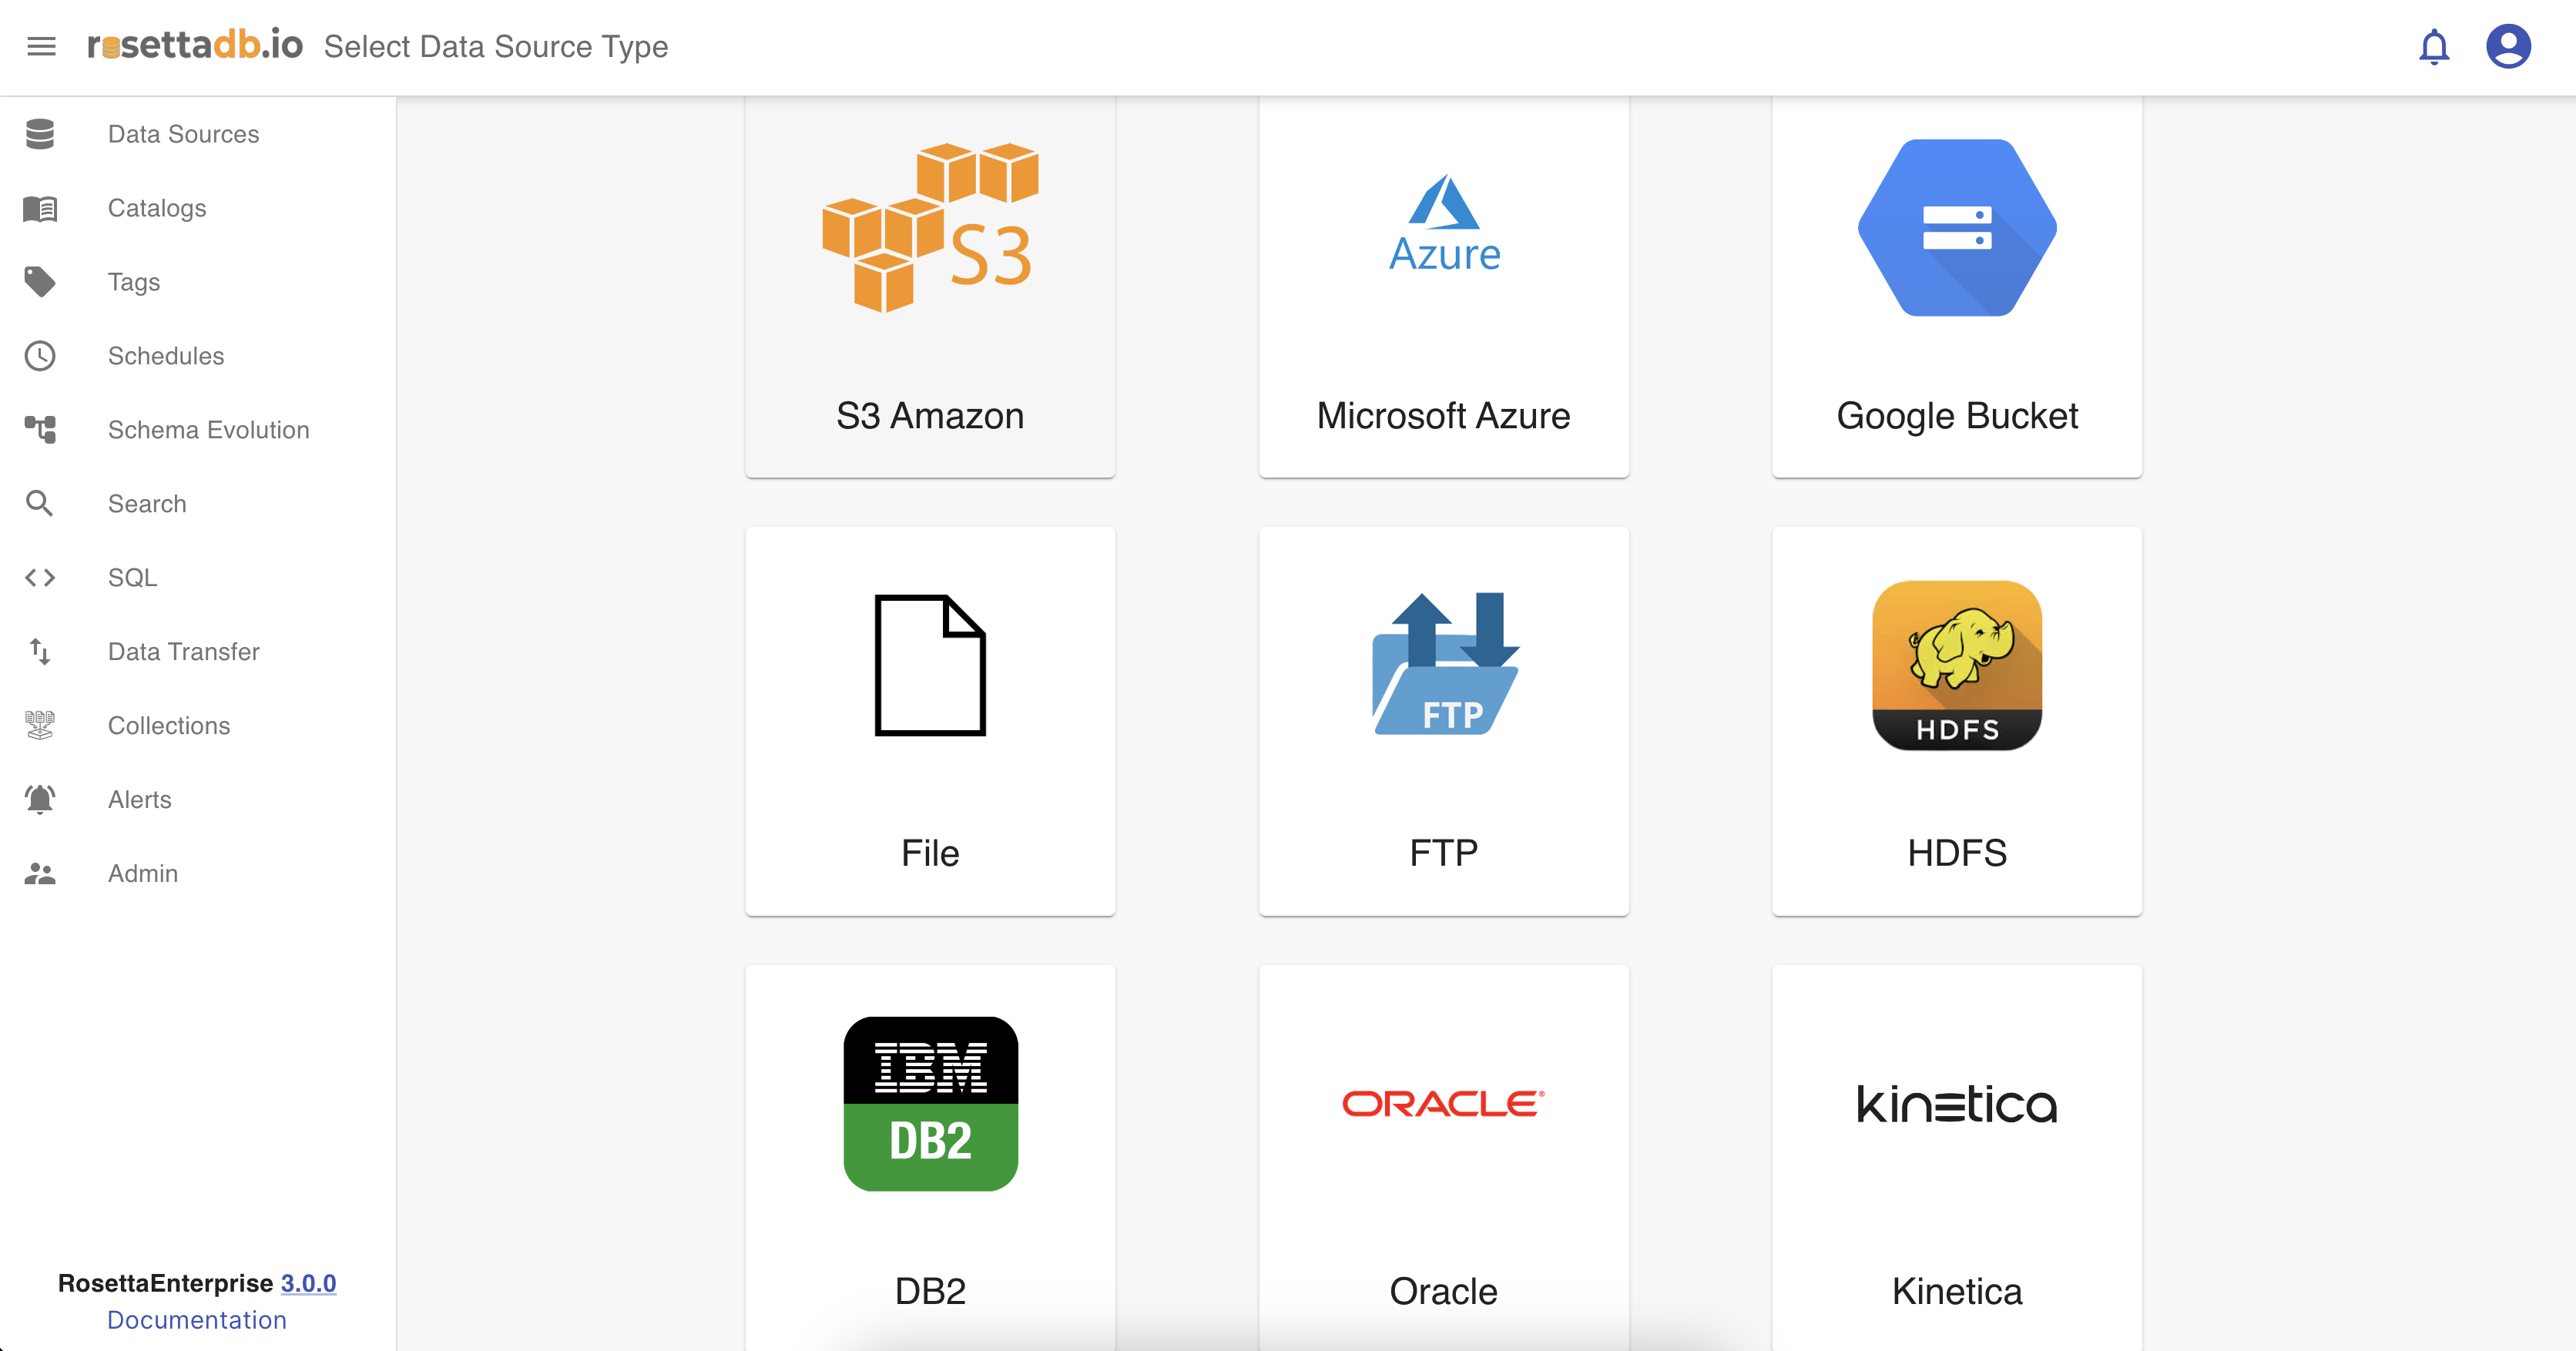 rosettadb.io Select Data Source Type
Data Sources
Catalogs
Tags
Schedules
Schema Evolution
Search
SQL
Data Transfer
Collections
Alerts
Admin
RosettaEnterprise 3.0.0
Documentation
S3
S3 Amazon
Azure
Microsoft Azure
Google Bucket
File
FTP
FTP
HDFS
HDFS
IBM
DB2
DB2
ORACLE®
Oracle
kinetica
Kinetica